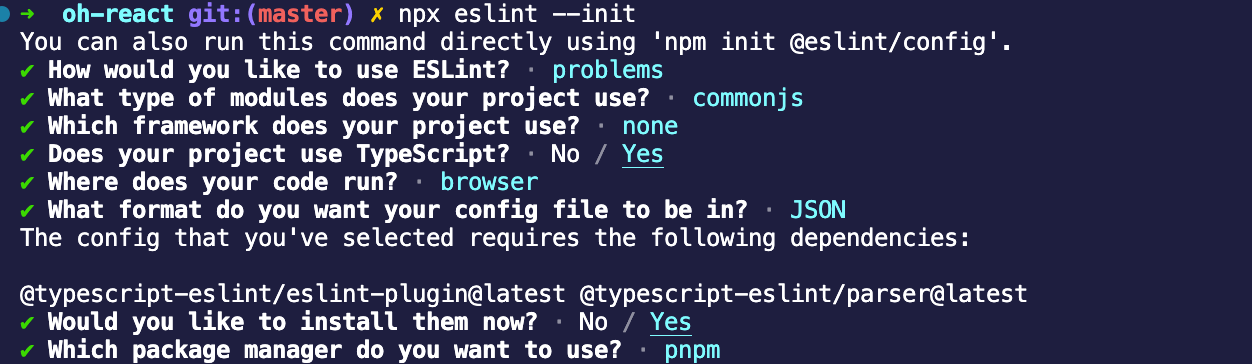 ➜ oh-react git:(master) ✗ npx eslint --init
You can also run this command directly using 'npm init @eslint/config'.
✔ How would you like to use ESLint? · problems
✔ What type of modules does your project use? · commonjs
✔ Which framework does your project use? · none
✔ Does your project use TypeScript? · No / Yes
✔ Where does your code run? · browser
✔ What format do you want your config file to be in? · JSON
The config that you've selected requires the following dependencies:
@typescript-eslint/eslint-plugin@latest @typescript-eslint/parser@latest
✔ Would you like to install them now? · No / Yes
✔ Which package manager do you want to use? · pnpm